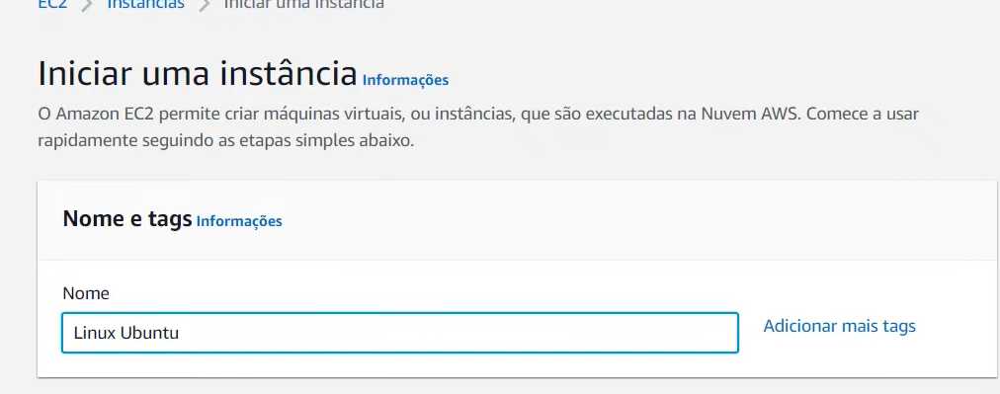 EC2 > Instâncias > Iniciar uma instância
Iniciar uma instância Informações
O Amazon EC2 permite criar máquinas virtuais, ou instâncias, que são executadas na Nuvem AWS. Comece a usar
rapidamente seguindo as etapas simples abaixo.
Nome e tags Informações
Nome
Linux Ubuntu
Adicionar mais tags